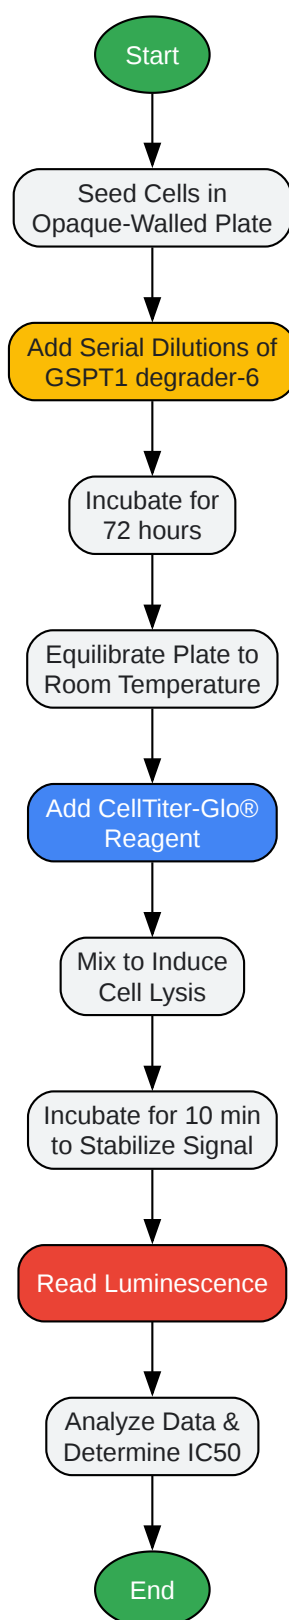 Start
Seed Cells in
Opaque-Walled Plate
Add Serial Dilutions of
GSPT1 degrader-6
Incubate for
72 hours
Equilibrate Plate to
Room Temperature
Add CellTiter-Glo®
Reagent
Mix to Induce
Cell Lysis
Incubate for 10 min
to Stabilize Signal
Read Luminescence
Analyze Data &
Determine IC50
End